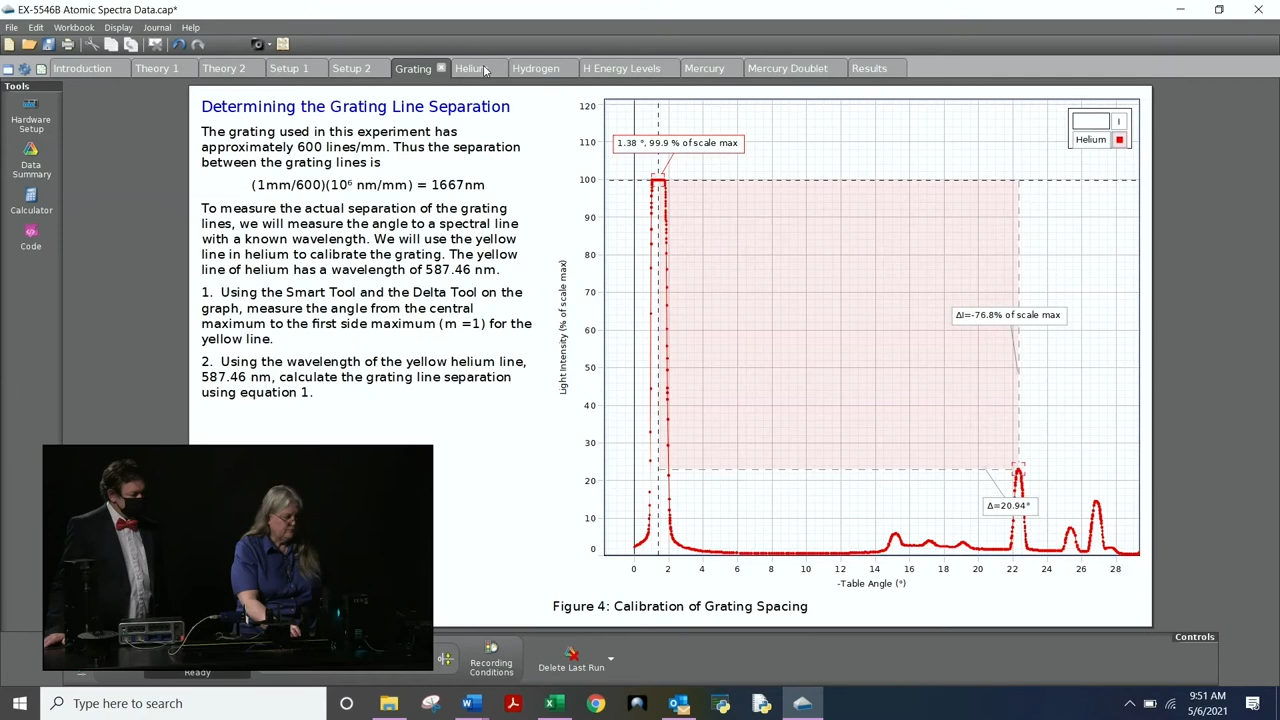 EX-5546B Atomic Spectra Data.cap*
File Edit Workbook Display Journal Help
Introduction Theory 1 Theory 2 Setup 1 Setup 2 Grating Helium Hydrogen H Energy Levels Mercury Mercury Doublet Results
Tools
Hardware
Setup
Data
Summary
Calculator
Code
Determining the Grating Line Separation
The grating used in this experiment has
approximately 600 lines/mm. Thus the separation
between the grating lines is
(1mm/600)(10⁶ nm/mm) = 1667nm
To measure the actual separation of the grating
lines, we will measure the angle to a spectral line
with a known wavelength. We will use the yellow
line in helium to calibrate the grating. The yellow
line of helium has a wavelength of 587.46 nm.
1. Using the Smart Tool and the Delta Tool on the
graph, measure the angle from the central
maximum to the first side maximum (m =1) for the
yellow line.
2. Using the wavelength of the yellow helium line,
587.46 nm, calculate the grating line separation
using equation 1.
120
110
100
90
80
70
60
50
40
30
20
10
0
Light Intensity (% of scale max)
1.38 °, 99.9 % of scale max
I
Helium
ΔI=-76.8% of scale max
Δ=20.94°
0 2 4 6 8 10 12 14 16 18 20 22 24 26 28
-Table Angle (°)
Figure 4: Calibration of Grating Spacing
Controls
Ready
Recording
Conditions
Delete Last Run
Type here to search
9:51 AM
5/6/2021